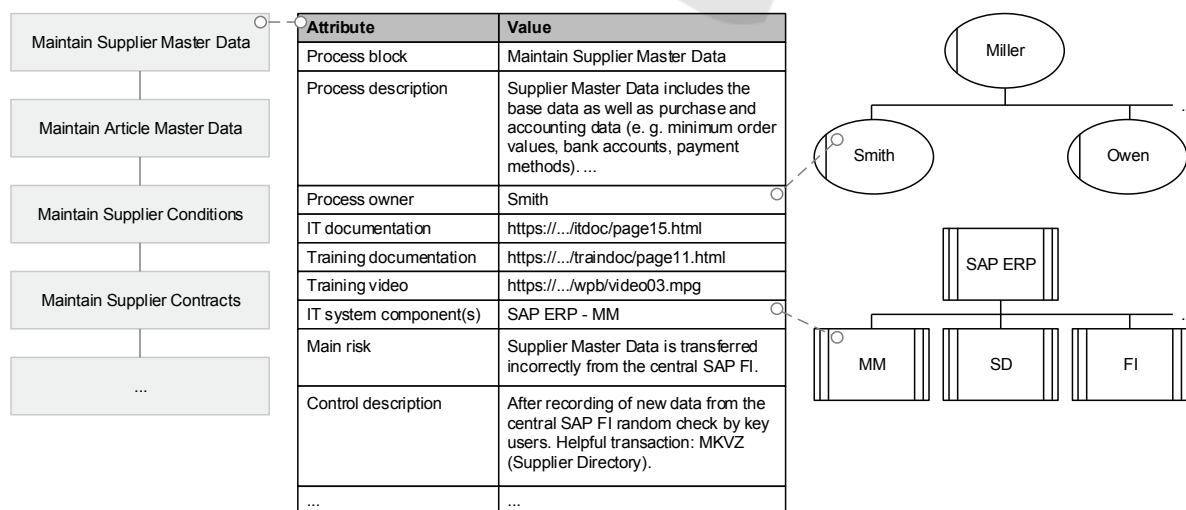 Maintain Supplier Master Data
Maintain Article Master Data
Maintain Supplier Conditions
Maintain Supplier Contracts
...
Attribute Value
Process block Maintain Supplier Master Data
Process description Supplier Master Data includes the
base data as well as purchase and
accounting data (e. g. minimum order
values, bank accounts, payment
methods). ...
Process owner Smith
IT documentation https://.../itdoc/page15.html
Training documentation https://.../traindoc/page11.html
Training video https://.../wpb/video03.mpg
IT system component(s) SAP ERP - MM
Main risk Supplier Master Data is transferred
incorrectly from the central SAP FI.
Control description After recording of new data from the
central SAP FI random check by key
users. Helpful transaction: MKVZ
(Supplier Directory).
... ...
Miller
Smith Owen
SAP ERP
MM SD FI